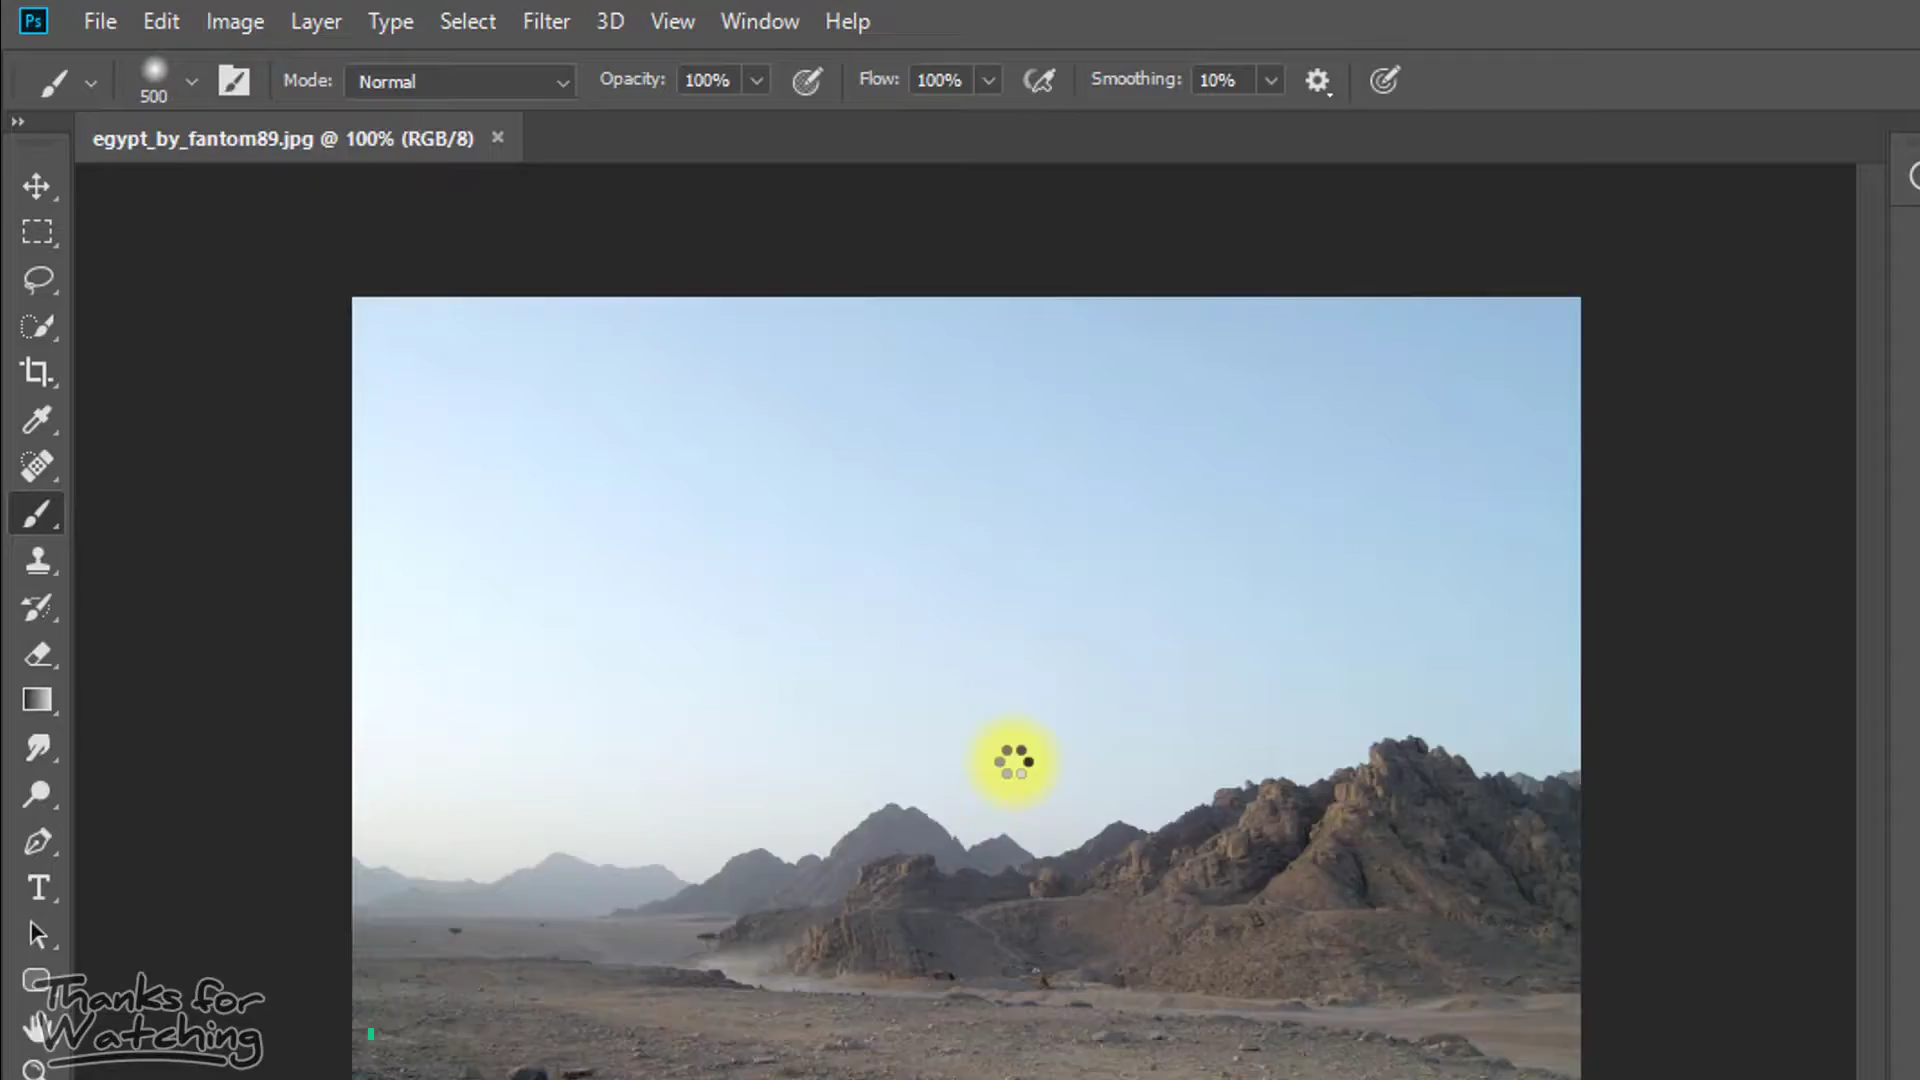 Ps File Edit Image Layer Type Select Filter 3D View Window Help
500 Mode: Normal Opacity: 100% Flow: 100% Smoothing: 10%
egypt_by_fantom89.jpg @ 100% (RGB/8) ×
T
Thanks for
Watching